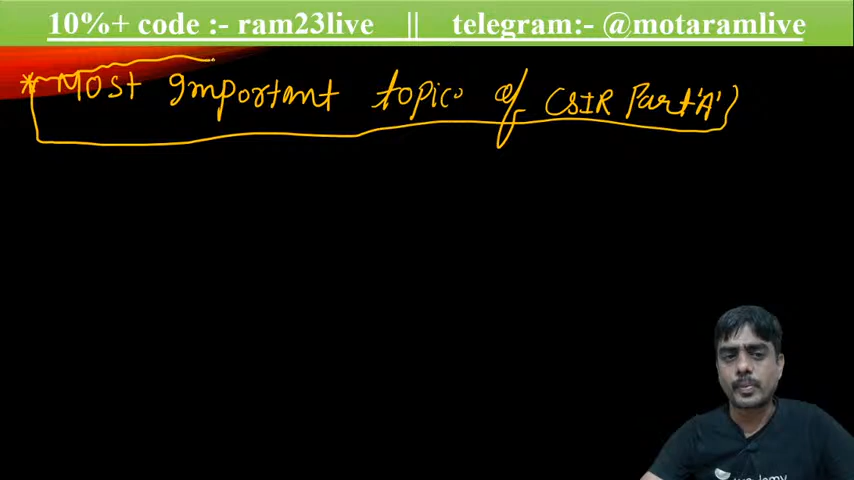 10%+ code :- ram23live || telegram:- @motaramlive
* Most important topics of CSIR Part 'A' }